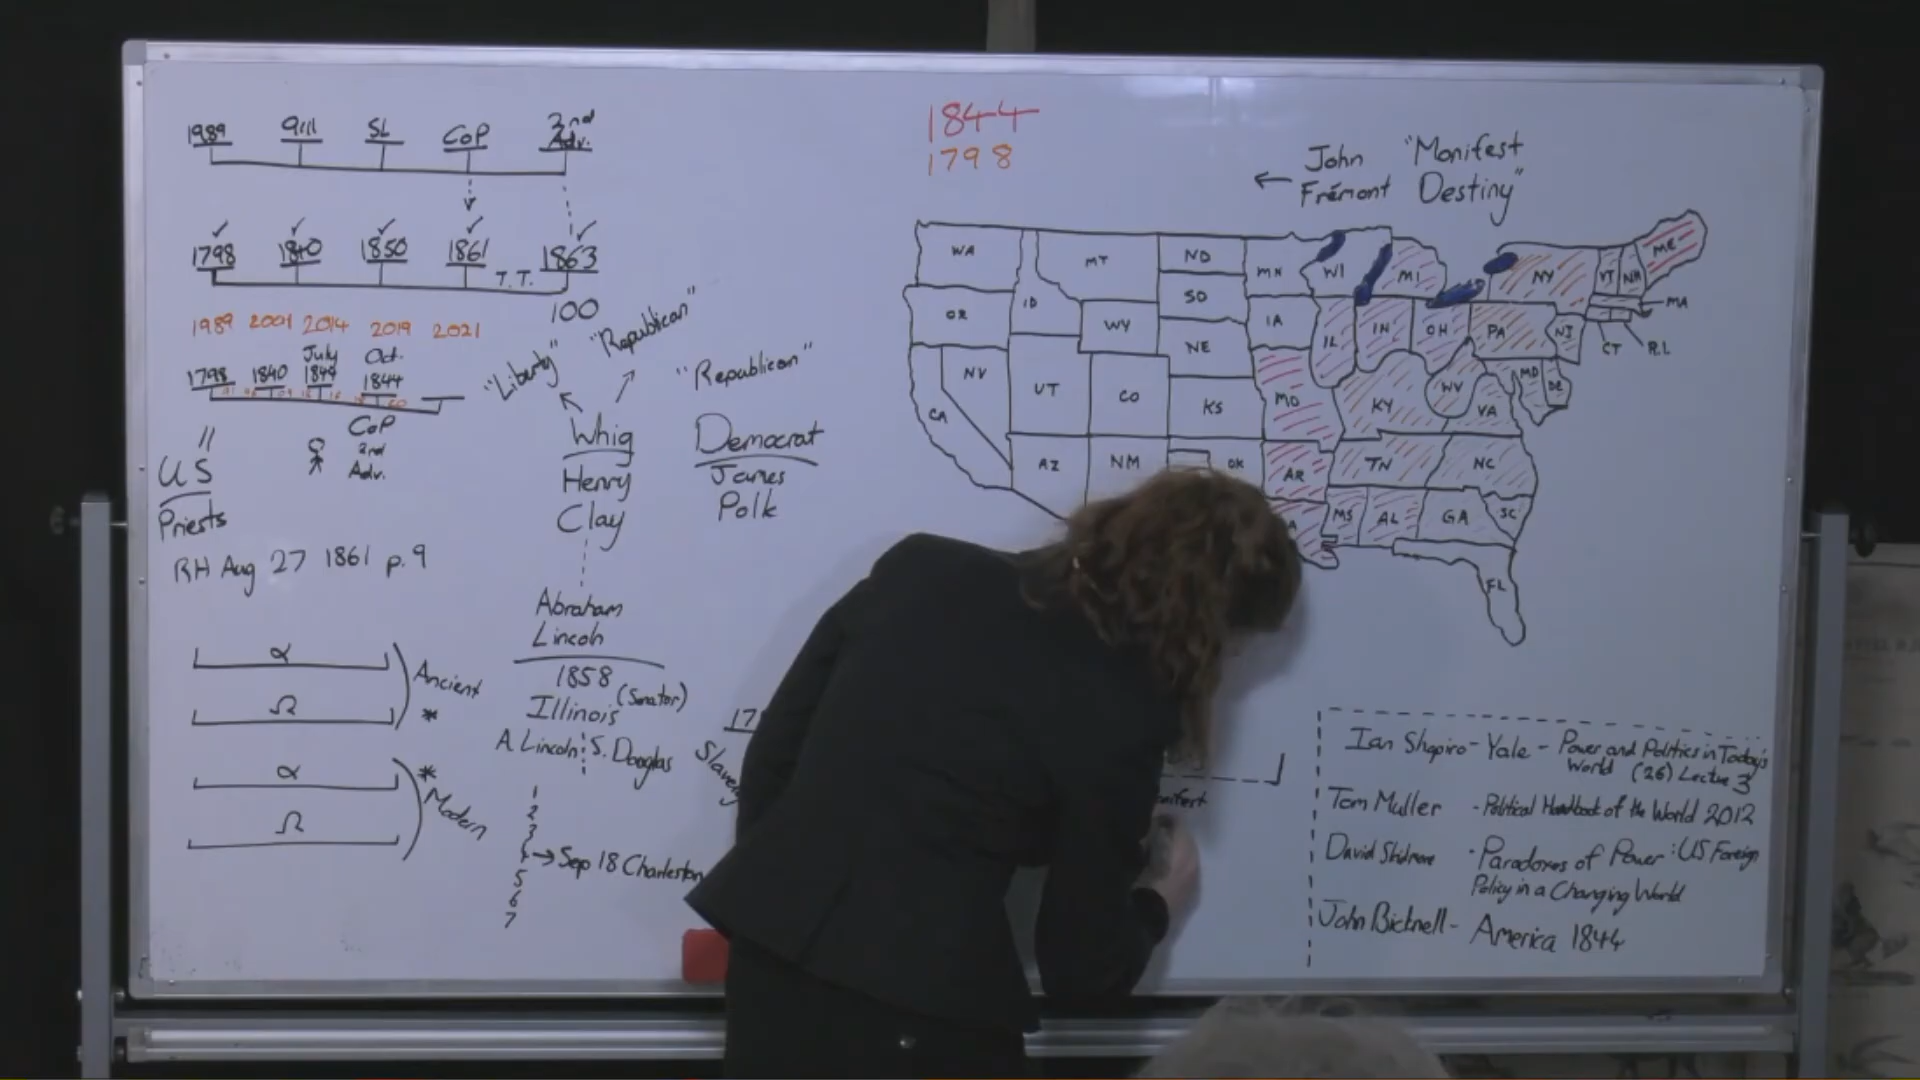 1989 9/11 SL CoP 2nd Adv.
1798 1840 1850 1861 T.T. 1863
100
1989 2001 2014 2019 2021
July Oct.
1798 1840 1844 1844
CoP
2nd
Adv.
US
Priests
RH Aug 27 1861 p.9
α
Ω
Ancient
*
α
Ω
*
Modern
"Liberty"
"Republican"
"Republican"
Whig
Henry
Clay
Democrat
James
Polk
Abraham
Lincoln
1858
(Senator)
Illinois
A. Lincoln S. Douglas
1
2
3
4 → Sep 18 Charleston
5
6
7
1844
1798
← John
Frémont
"Manifest
Destiny"
WA MT ND MN WI MI NY VT NH ME
OR ID WY SD IA IL IN OH PA NJ MA
CT R.I.
CA NV UT CO NE KS MO KY WV VA MD DE
AZ NM OK AR TN NC
MS AL GA SC
FL
Ian Shapiro - Yale - Power and Politics in Today's
World (26) Lecture 3
Tom Muller - Political Handbook of the World 2012
David Skidmore - Paradoxes of Power: US Foreign
Policy in a Changing World
John Bicknell - America 1844